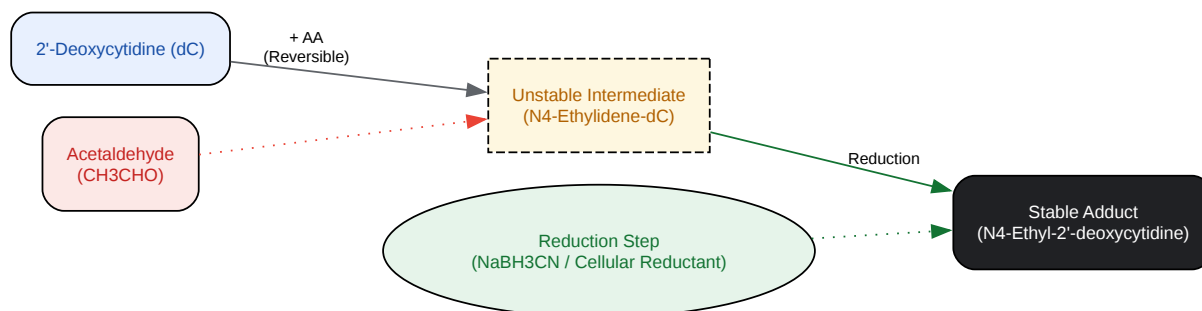 2'-Deoxycytidine (dC)
+ AA
(Reversible)
Unstable Intermediate
(N4-Ethylidene-dC)
Acetaldehyde
(CH3CHO)
Reduction
Stable Adduct
(N4-Ethyl-2'-deoxycytidine)
Reduction Step
(NaBH3CN / Cellular Reductant)